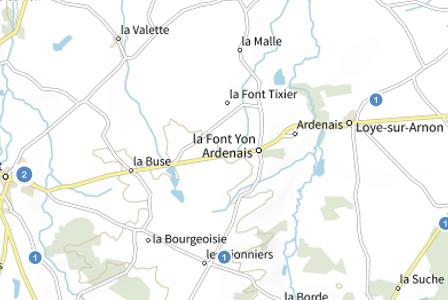 la Valette
la Malle
la Font Tixier
1
Ardenais
Loye-sur-Arnon
la Font Yon
Ardenais
la Buse
2
la Bourgeoisie
1
1
1
la Suche
la Borde